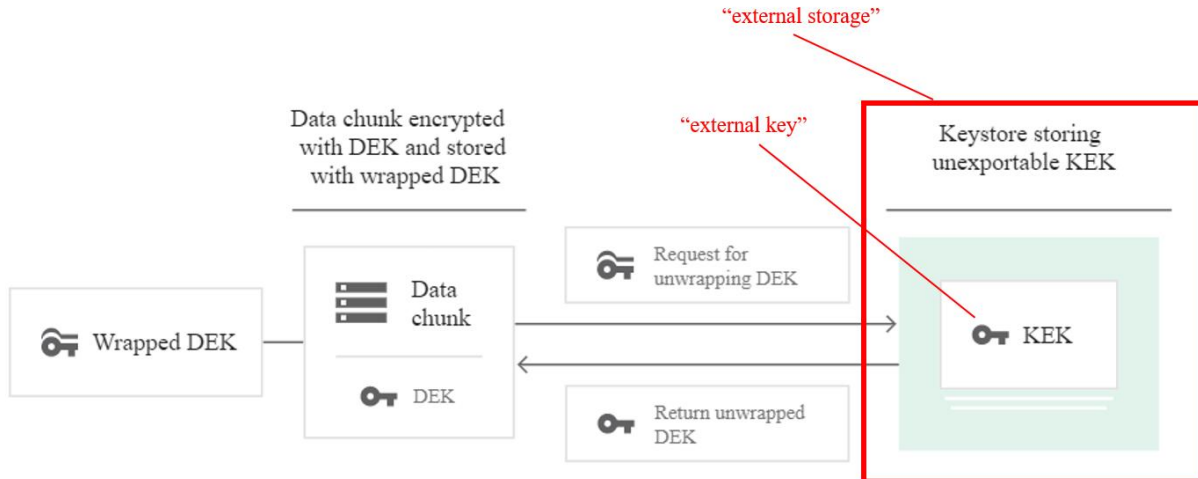 “external storage”
“external key”
Data chunk encrypted
with DEK and stored
with wrapped DEK
Keystore storing
unexportable KEK
Wrapped DEK
Data
chunk
DEK
Request for
unwrapping DEK
Return unwrapped
DEK
KEK